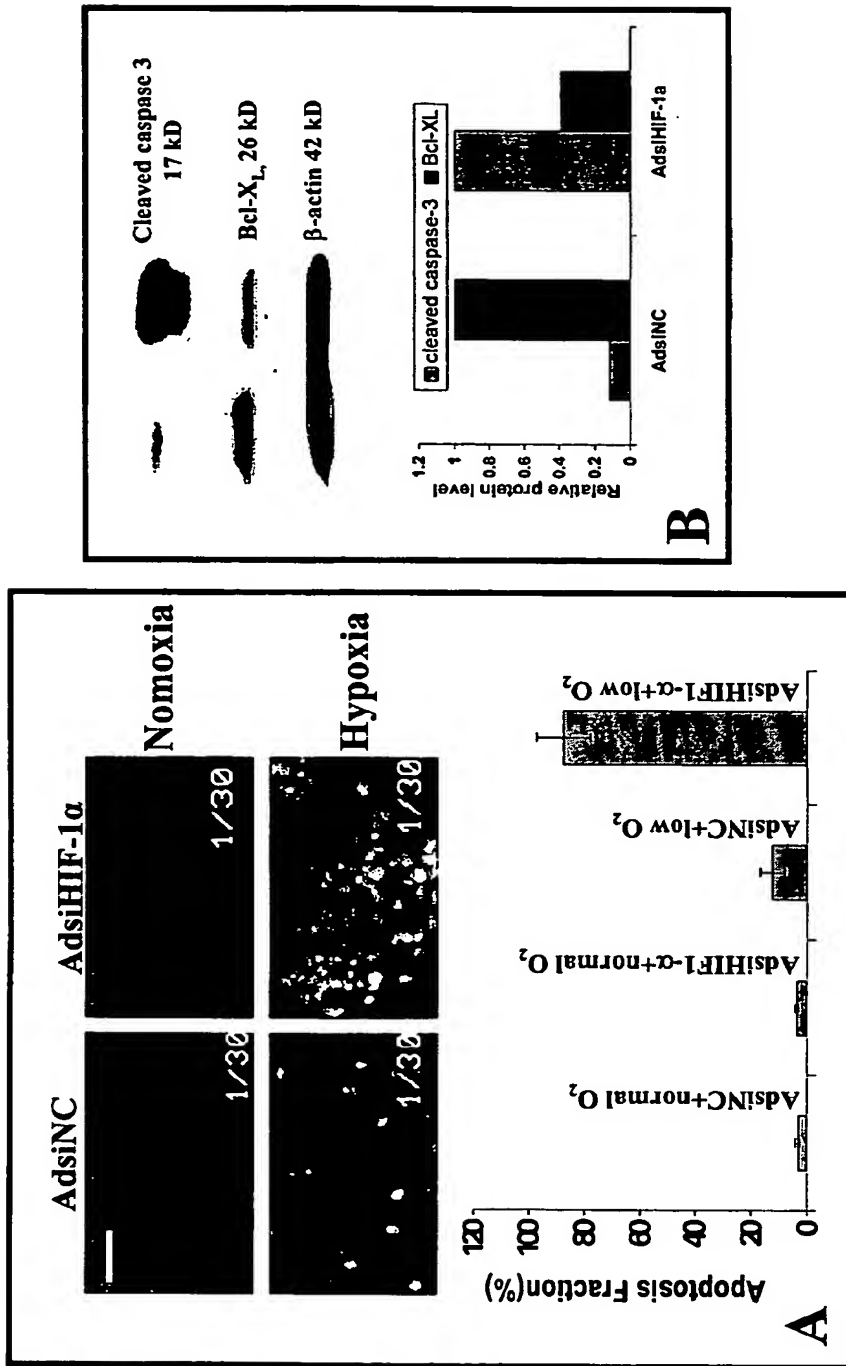 AdsiNC
AdsiHIF-1α
Nomoxia
1/30
1/30
Hypoxia
1/30
1/30
Apoptosis Fraction(%)
120
100
80
60
40
20
0
AdsiNC+normal O₂
AdsiHIF1-α+normal O₂
AdsiNC+low O₂
AdsiHIF1-α+low O₂
A
Cleaved caspase 3
17 kD
Bcl-X_L, 26 kD
β-actin 42 kD
cleaved caspase-3
Bcl-XL
Relative protein level
1.2
1
0.8
0.6
0.4
0.2
0
AdsiNC
AdsiHIF-1a
B